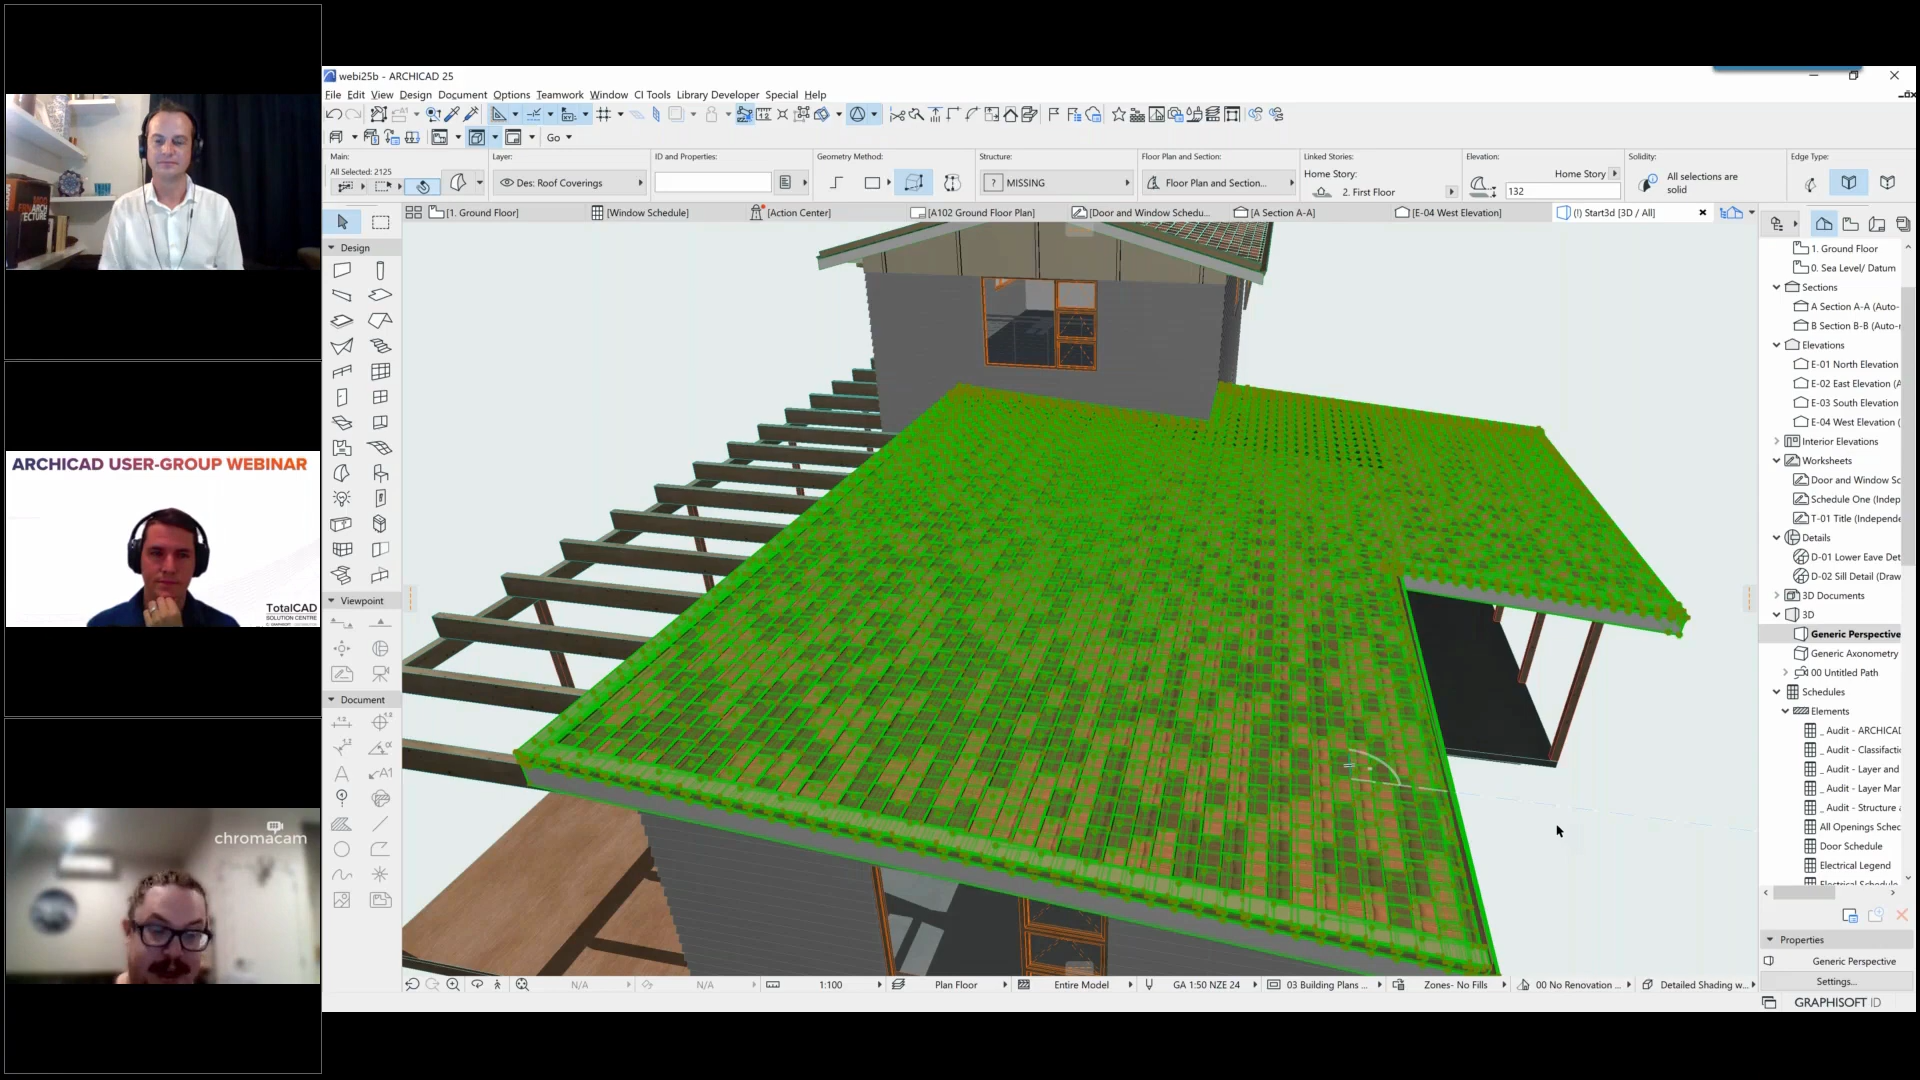 webi25b - ARCHICAD 25
File Edit View Design Document Options Teamwork Window CI Tools Library Developer Special Help
Go
Main:
All Selected: 2125
Layer:
Des: Roof Coverings
ID and Properties:
Geometry Method:
Structure:
MISSING
Floor Plan and Section:
Floor Plan and Section...
Linked Stories:
Home Story:
2. First Floor
Elevation:
Home Story
132
Solidity:
All selections are
solid
Edge Type:
[1. Ground Floor]
[Window Schedule]
[Action Center]
[A102 Ground Floor Plan]
[Door and Window Schedu...
[A Section A-A]
[E-04 West Elevation]
(!) Start3d [3D / All]
Design
Viewpoint
Document
1. Ground Floor
0. Sea Level/ Datum
Sections
A Section A-A (Auto-
B Section B-B (Auto-
Elevations
E-01 North Elevation
E-02 East Elevation (A
E-03 South Elevation
E-04 West Elevation (
Interior Elevations
Worksheets
Door and Window Sc
Schedule One (Indep
T-01 Title (Independe
Details
D-01 Lower Eave Det
D-02 Sill Detail (Draw
3D Documents
3D
Generic Perspective
Generic Axonometry
00 Untitled Path
Schedules
Elements
_ Audit - ARCHICAD
_ Audit - Classifactic
_ Audit - Layer and
_ Audit - Layer Mar
_ Audit - Structure a
All Openings Sched
Door Schedule
Electrical Legend
Electrical Schedule
Properties
Generic Perspective
Settings...
GRAPHISOFT ID
N/A
N/A
1:100
Plan Floor
Entire Model
GA 1:50 NZE 24
03 Building Plans ...
Zones- No Fills
00 No Renovation ...
Detailed Shading w...
ARCHICAD USER-GROUP WEBINAR
TotalCAD
SOLUTION CENTRE
chromacam